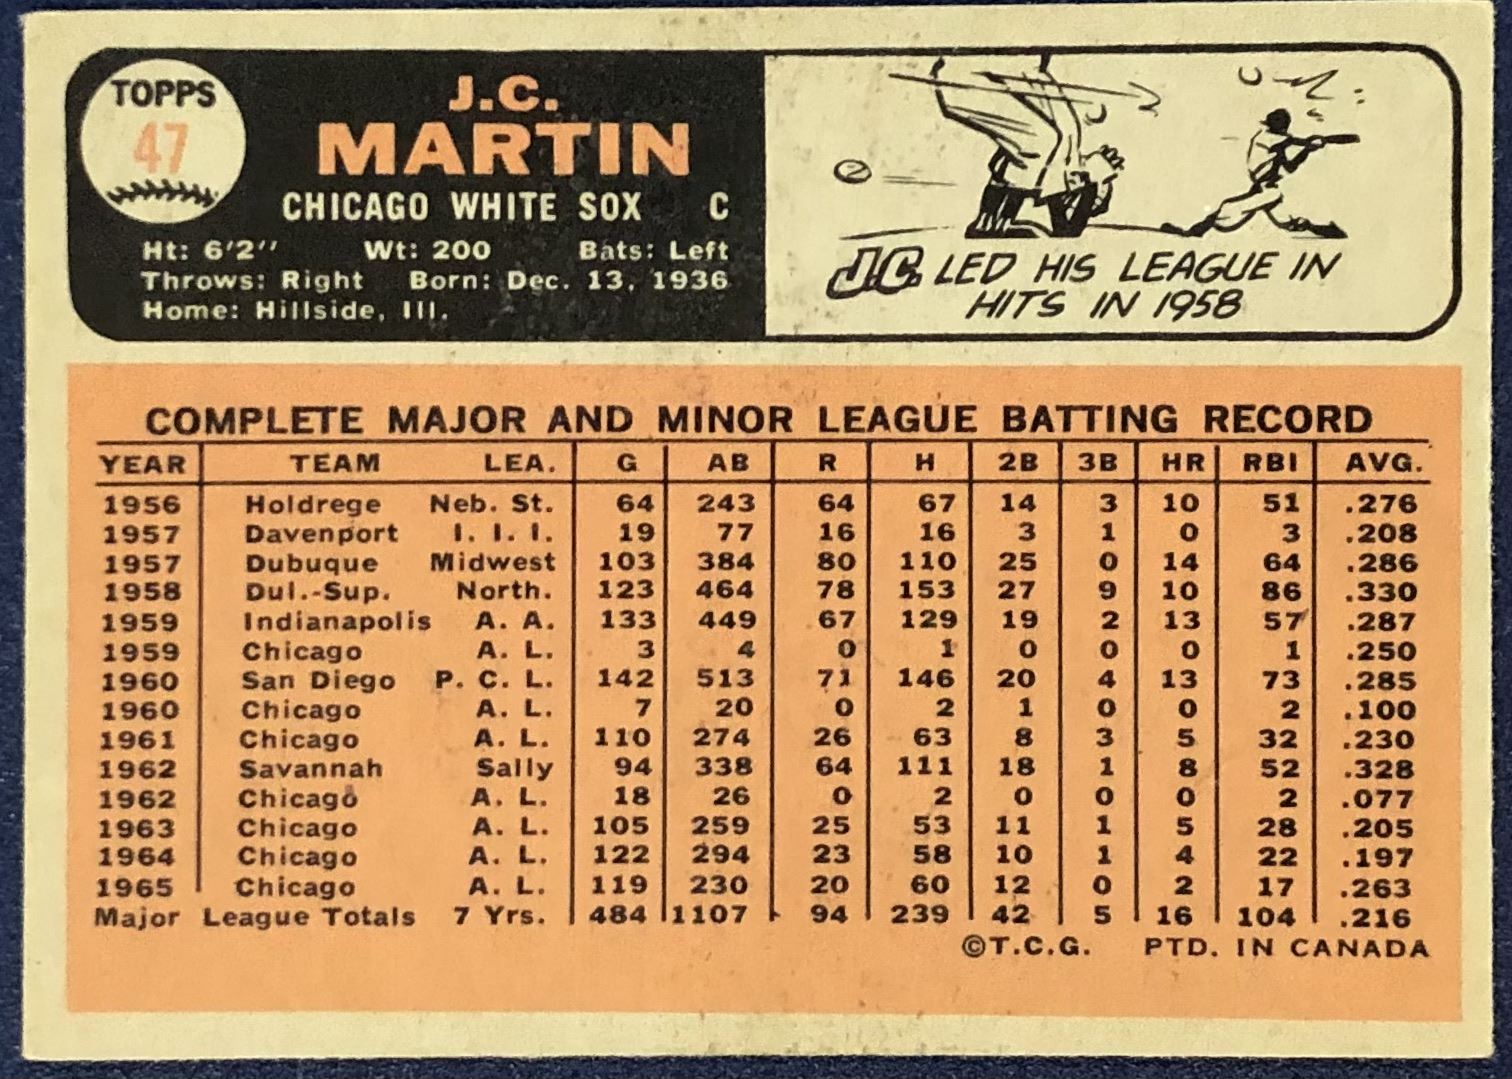 TOPPS
47
J.C.
MARTIN
CHICAGO WHITE SOX C
Ht: 6'2" Wt: 200 Bats: Left
Throws: Right Born: Dec. 13, 1936
Home: Hillside, Ill.
J.C. LED HIS LEAGUE IN
HITS IN 1958
COMPLETE MAJOR AND MINOR LEAGUE BATTING RECORD
YEAR TEAM LEA. G AB R H 2B 3B HR RBI AVG.
1956 Holdrege Neb. St. 64 243 64 67 14 3 10 51 .276
1957 Davenport I. I. I. 19 77 16 16 3 1 0 3 .208
1957 Dubuque Midwest 103 384 80 110 25 0 14 64 .286
1958 Dul.-Sup. North. 123 464 78 153 27 9 10 86 .330
1959 Indianapolis A. A. 133 449 67 129 19 2 13 57 .287
1959 Chicago A. L. 3 4 0 1 0 0 0 1 .250
1960 San Diego P. C. L. 142 513 71 146 20 4 13 73 .285
1960 Chicago A. L. 7 20 0 2 1 0 0 2 .100
1961 Chicago A. L. 110 274 26 63 8 3 5 32 .230
1962 Savannah Sally 94 338 64 111 18 1 8 52 .328
1962 Chicago A. L. 18 26 0 2 0 0 0 2 .077
1963 Chicago A. L. 105 259 25 53 11 1 5 28 .205
1964 Chicago A. L. 122 294 23 58 10 1 4 22 .197
1965 Chicago A. L. 119 230 20 60 12 0 2 17 .263
Major League Totals 7 Yrs. 484 1107 94 239 42 5 16 104 .216
©T.C.G. PTD. IN CANADA